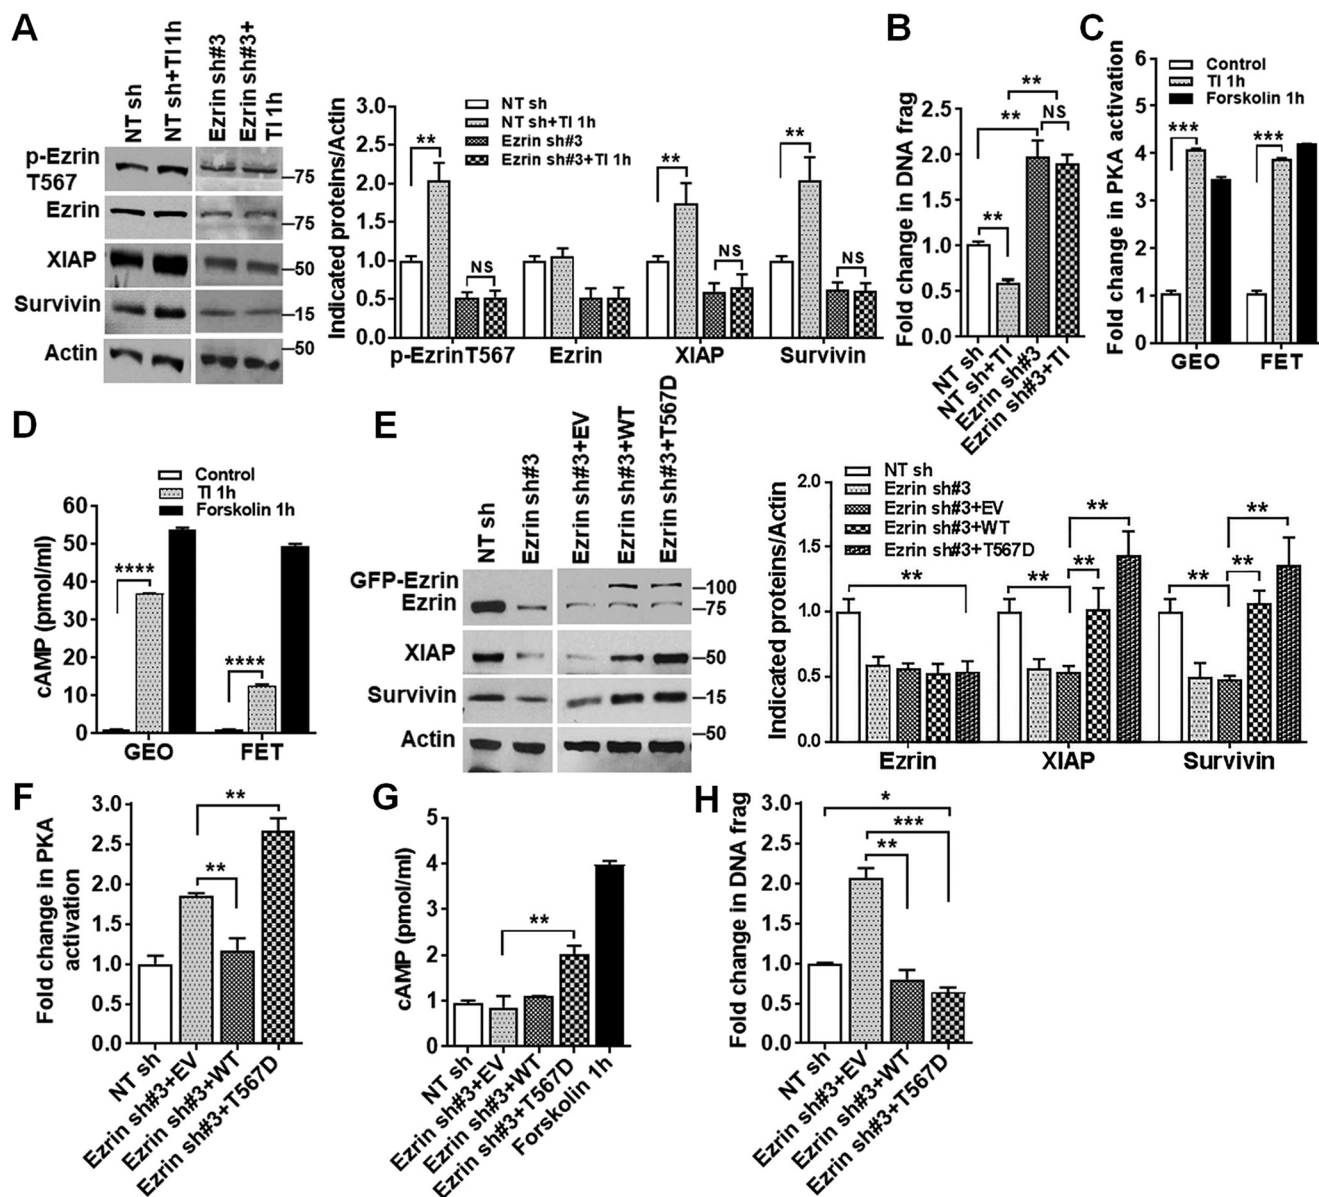 A
NT sh
NT sh+TI 1h
Ezrin sh#3
Ezrin sh#3+
TI 1h
p-Ezrin
T567
75
Ezrin
75
XIAP
50
Survivin
15
Actin
50
Indicated proteins/Actin
3.0
2.5
2.0
1.5
1.0
0.5
0.0
NT sh
NT sh+TI 1h
Ezrin sh#3
Ezrin sh#3+TI 1h
**
NS
**
NS
**
NS
p-EzrinT567
Ezrin
XIAP
Survivin
B
Fold change in DNA frag
2.5
2.0
1.5
1.0
0.5
0.0
**
**
NS
**
NT sh
NT sh+TI
Ezrin sh#3
Ezrin sh#3+TI
C
Fold change in PKA activation
6
5
4
3
2
1
0
Control
TI 1h
Forskolin 1h
***
***
GEO
FET
D
cAMP (pmol/ml)
60
50
40
30
20
10
0
Control
TI 1h
Forskolin 1h
****
****
GEO
FET
E
NT sh
Ezrin sh#3
Ezrin sh#3+EV
Ezrin sh#3+WT
Ezrin sh#3+T567D
GFP-Ezrin
100
Ezrin
75
XIAP
50
Survivin
15
Actin
50
Indicated proteins/Actin
2.0
1.5
1.0
0.5
0.0
NT sh
Ezrin sh#3
Ezrin sh#3+EV
Ezrin sh#3+WT
Ezrin sh#3+T567D
**
**
**
**
**
**
**
Ezrin
XIAP
Survivin
F
Fold change in PKA
activation
3.0
2.5
2.0
1.5
1.0
0.5
0.0
**
**
NT sh
Ezrin sh#3+EV
Ezrin sh#3+WT
Ezrin sh#3+T567D
G
cAMP (pmol/ml)
5
4
3
2
1
0
**
NT sh
Ezrin sh#3+EV
Ezrin sh#3+WT
Ezrin sh#3+T567D
Forskolin 1h
H
Fold change in DNA frag
3.0
2.5
2.0
1.5
1.0
0.5
0.0
*
***
**
NT sh
Ezrin sh#3+EV
Ezrin sh#3+WT
Ezrin sh#3+T567D